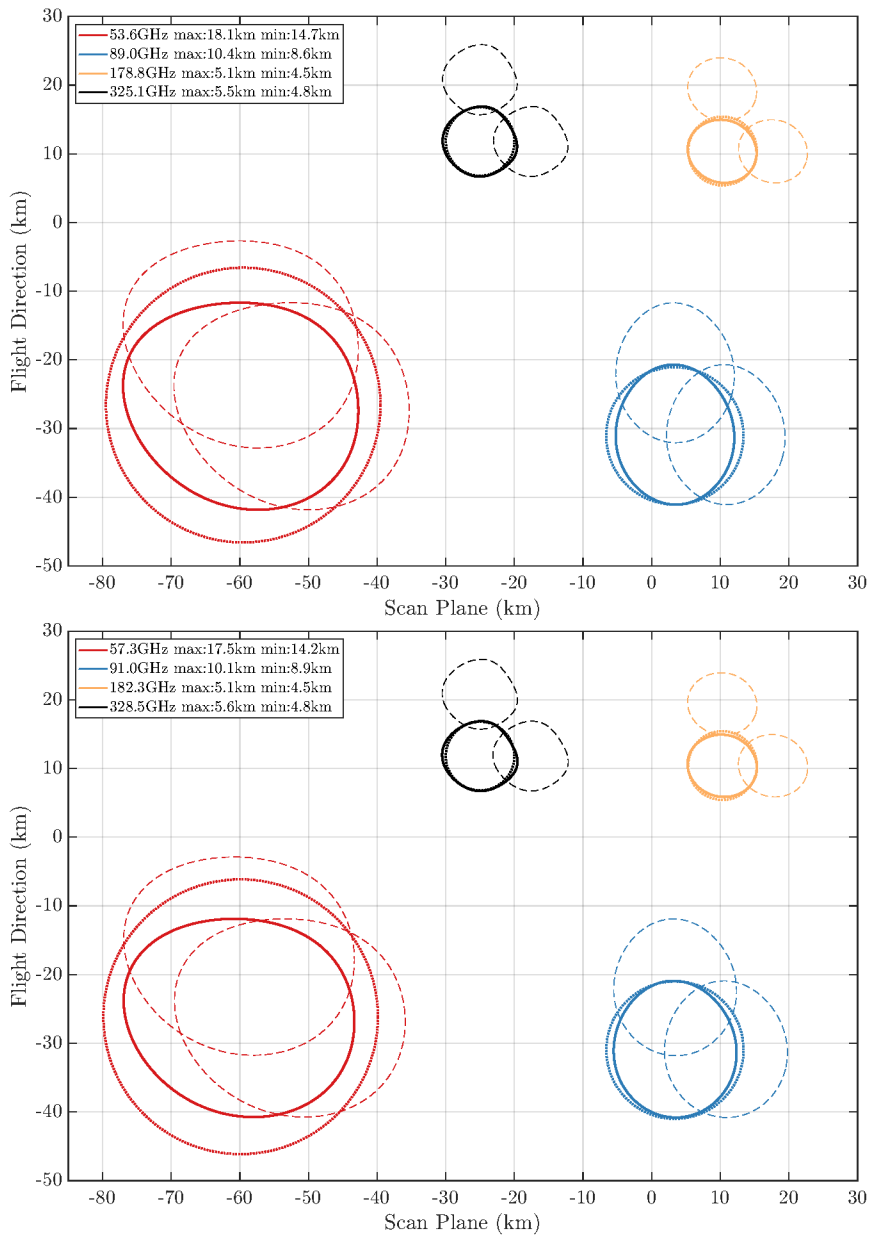 30
20
10
0
-10
-20
-30
-40
-50
Flight Direction (km)
53.6GHz max:18.1km min:14.7km
89.0GHz max:10.4km min:8.6km
178.8GHz max:5.1km min:4.5km
325.1GHz max:5.5km min:4.8km
-80 -70 -60 -50 -40 -30 -20 -10 0 10 20 30
Scan Plane (km)
30
20
10
0
-10
-20
-30
-40
-50
Flight Direction (km)
57.3GHz max:17.5km min:14.2km
91.0GHz max:10.1km min:8.9km
182.3GHz max:5.1km min:4.5km
328.5GHz max:5.6km min:4.8km
-80 -70 -60 -50 -40 -30 -20 -10 0 10 20 30
Scan Plane (km)